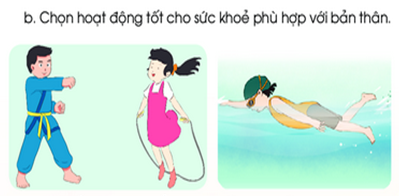 b. Chọn hoạt động tốt cho sức khoẻ phù hợp với bản thân.